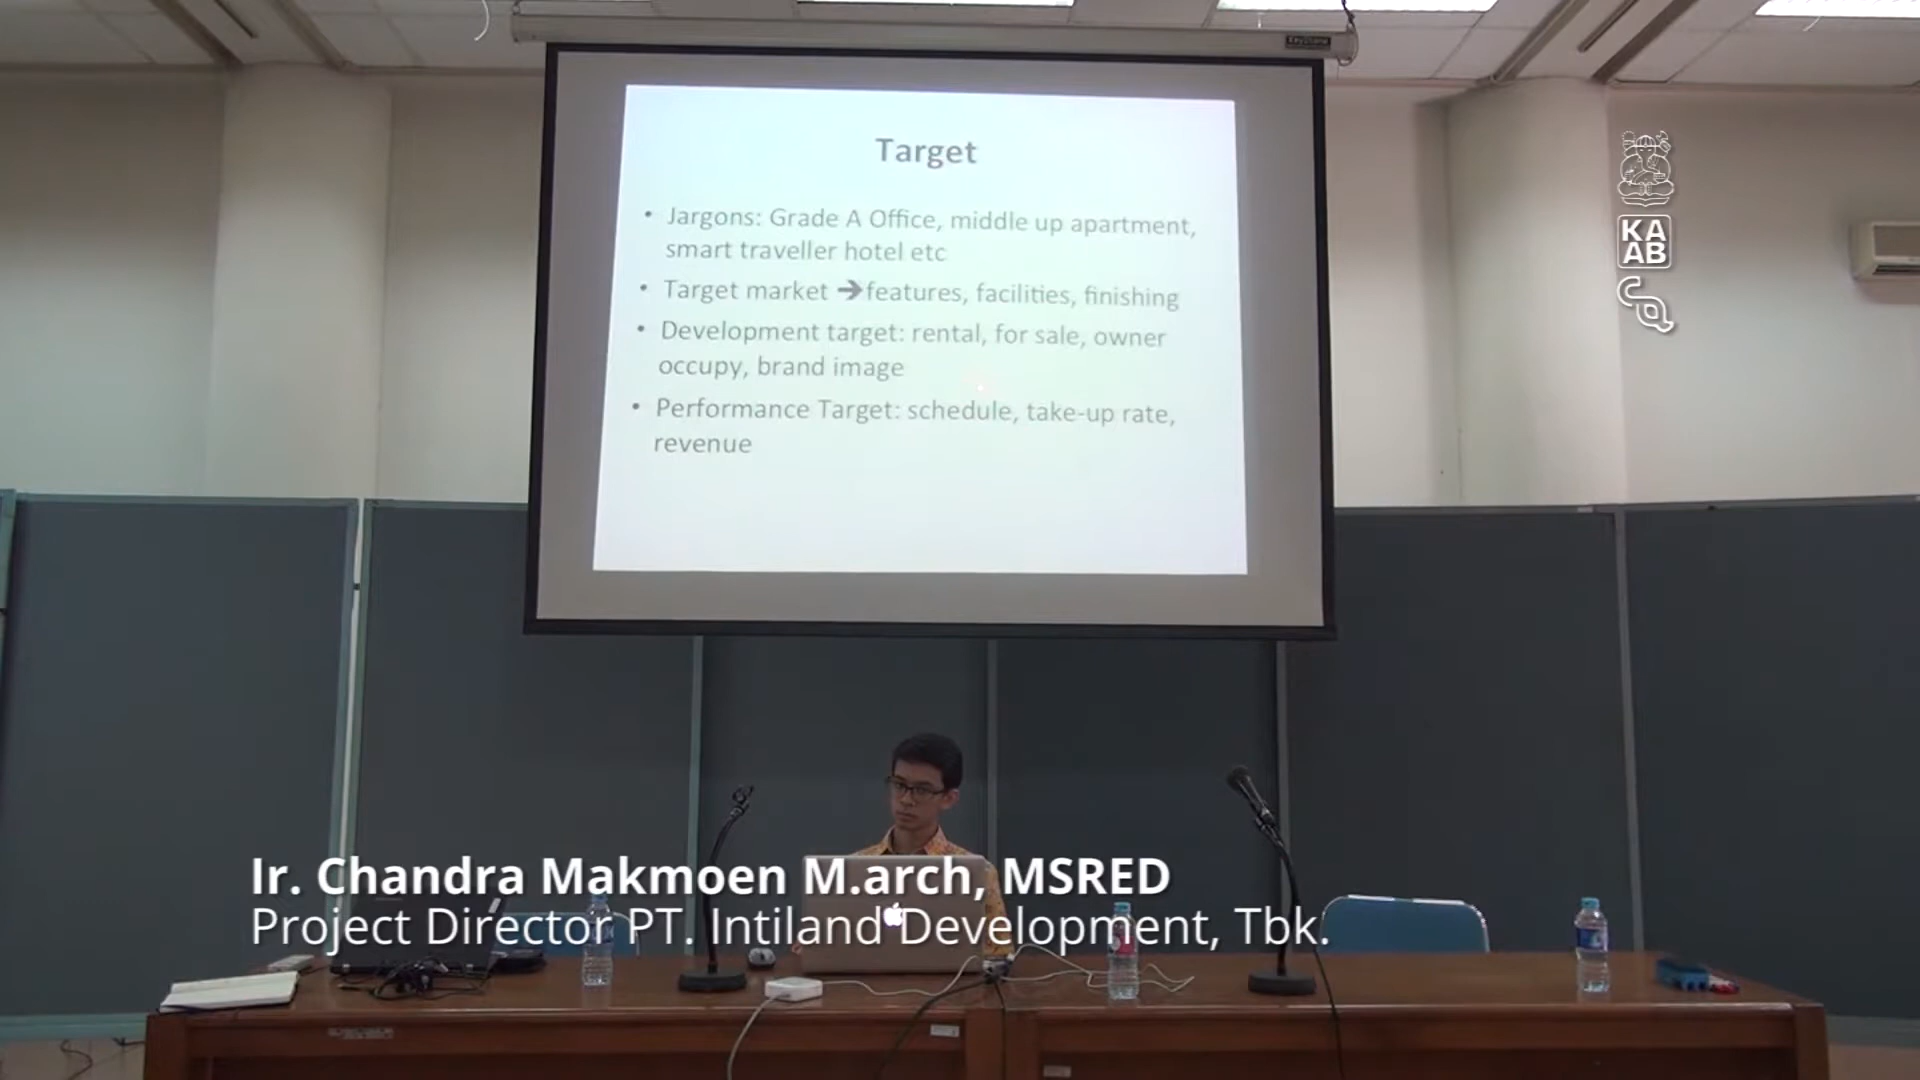 Target
• Jargons: Grade A Office, middle up apartment,
smart traveller hotel etc
• Target market ➔features, facilities, finishing
• Development target: rental, for sale, owner
occupy, brand image
• Performance Target: schedule, take-up rate,
revenue
KA
AB
Ir. Chandra Makmoen M.arch, MSRED
Project Director PT. Intiland Development, Tbk.